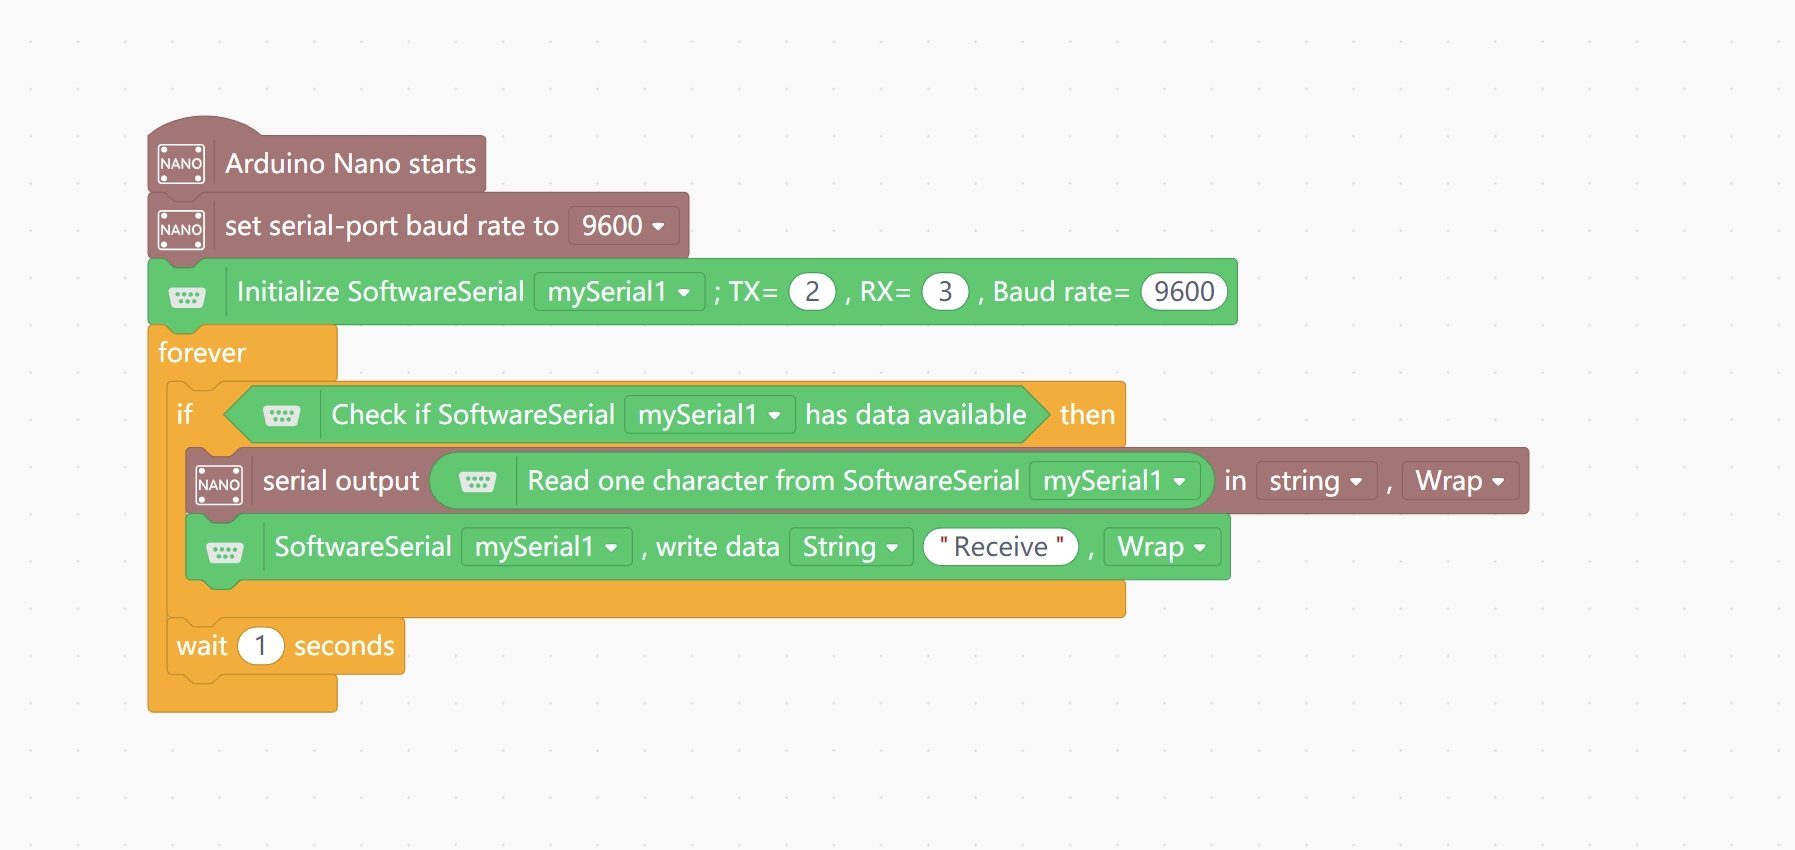 NANO Arduino Nano starts
NANO set serial-port baud rate to 9600
Initialize SoftwareSerial mySerial1 ; TX= 2 , RX= 3 , Baud rate= 9600
forever
if Check if SoftwareSerial mySerial1 has data available then
NANO serial output Read one character from SoftwareSerial mySerial1 in string , Wrap
SoftwareSerial mySerial1 , write data String " Receive " , Wrap
wait 1 seconds